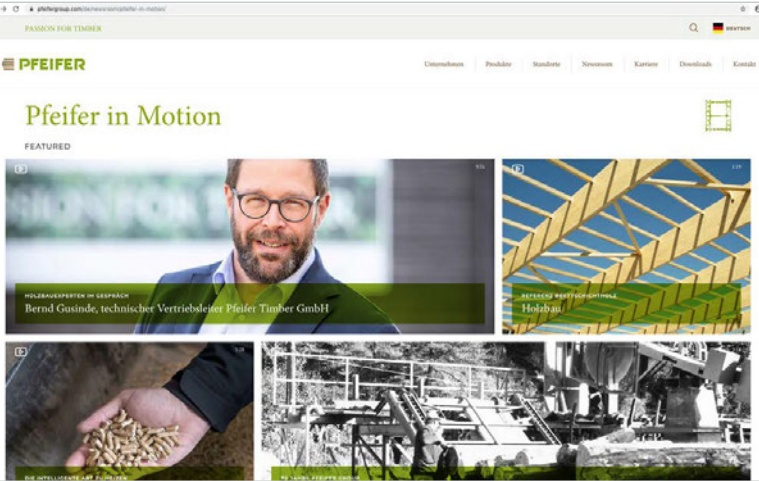 pfeifergroup.com/de/newsroom/pfeifer-in-motion/
PASSION FOR TIMBER
DEUTSCH
PFEIFER
Unternehmen Produkte Standorte Newsroom Karriere Downloads Kontakt
Pfeifer in Motion
FEATURED
HOLZBAUEXPERTEN IM GESPRÄCH
Bernd Gusinde, technischer Vertriebsleiter Pfeifer Timber GmbH
REFERENZ BRETTSCHICHTHOLZ
Holzbau
DIE INTELLIGENTE ART ZU HEIZEN